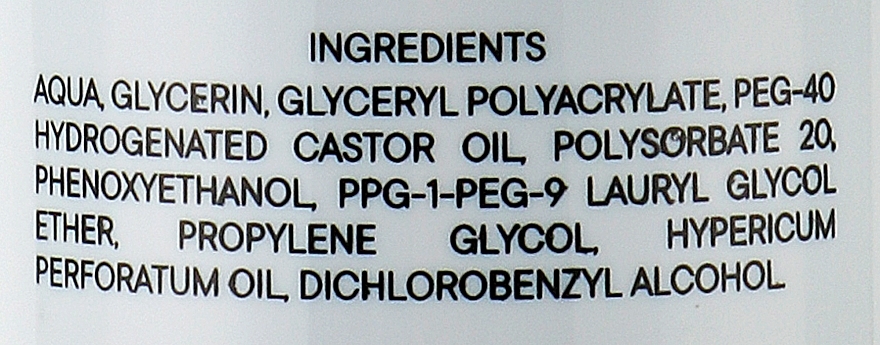 INGREDIENTS
AQUA, GLYCERIN, GLYCERYL POLYACRYLATE, PEG-40
HYDROGENATED CASTOR OIL, POLYSORBATE 20,
PHENOXYETHANOL, PPG-1-PEG-9 LAURYL GLYCOL
ETHER, PROPYLENE GLYCOL, HYPERICUM
PERFORATUM OIL, DICHLOROBENZYL ALCOHOL